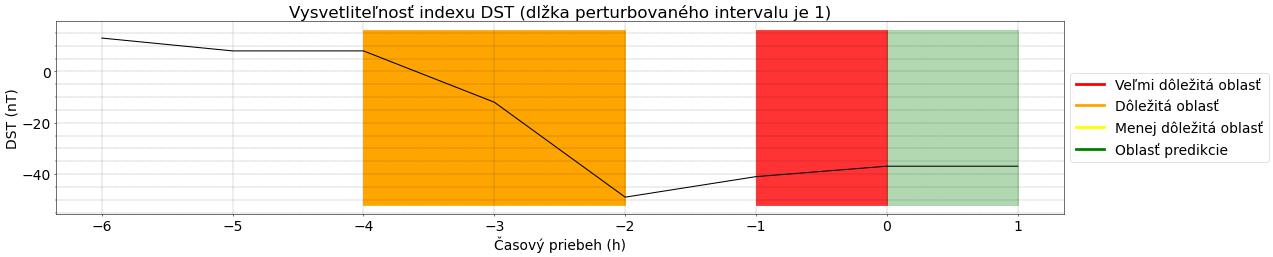 Vysvetliteľnosť indexu DST (dĺžka perturbovaného intervalu je 1)
DST (nT)
0
−20
−40
−6 −5 −4 −3 −2 −1 0 1
Časový priebeh (h)
Veľmi dôležitá oblasť
Dôležitá oblasť
Menej dôležitá oblasť
Oblasť predikcie